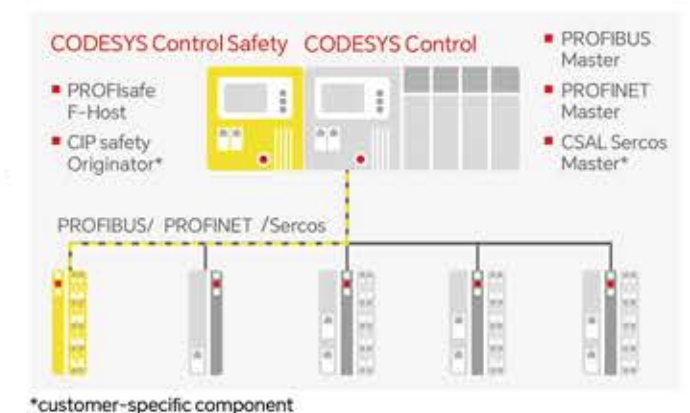 CODESYS Control Safety CODESYS Control
PROFIsafe
F-Host
CIP safety
Originator*
PROFIBUS
Master
PROFINET
Master
CSAL Sercos
Master*
PROFIBUS/ PROFINET /Sercos
*customer-specific component